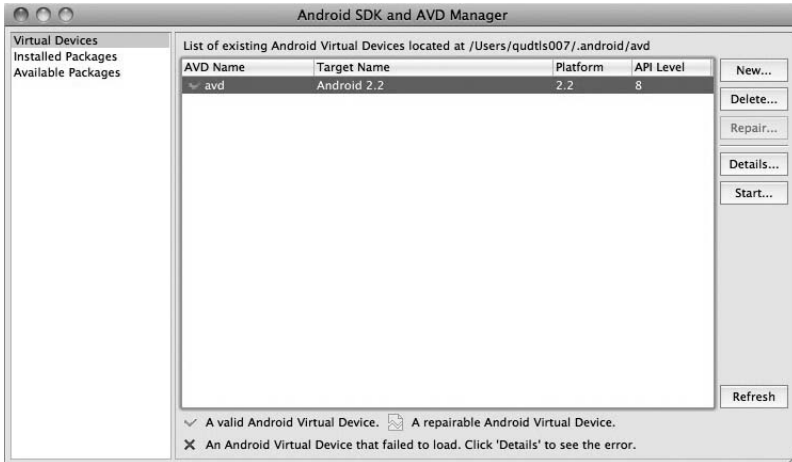 Android SDK and AVD Manager
Virtual Devices
Installed Packages
Available Packages
List of existing Android Virtual Devices located at /Users/qudtls007/.android/avd
AVD Name Target Name Platform API Level
avd Android 2.2 2.2 8
New...
Delete...
Repair...
Details...
Start...
Refresh
A valid Android Virtual Device. A repairable Android Virtual Device.
An Android Virtual Device that failed to load. Click 'Details' to see the error.